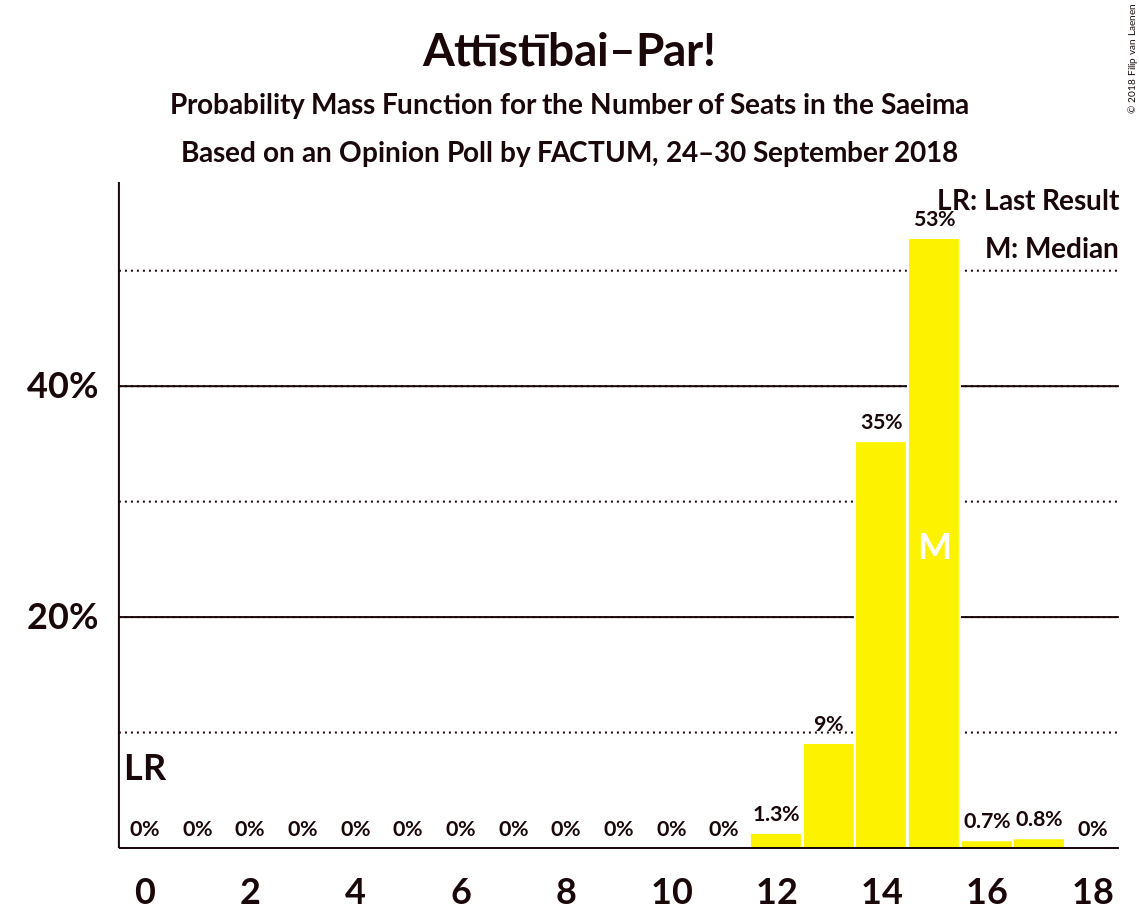 Attīstībai–Par!
Probability Mass Function for the Number of Seats in the Saeima
Based on an Opinion Poll by FACTUM, 24–30 September 2018
© 2018 Filip van Laenen
LR: Last Result
M: Median
53%
40%
35%
M
20%
9%
LR
0% 0% 0% 0% 0% 0% 0% 0% 0% 0% 0% 0% 1.3% 0.7% 0.8% 0%
0 2 4 6 8 10 12 14 16 18